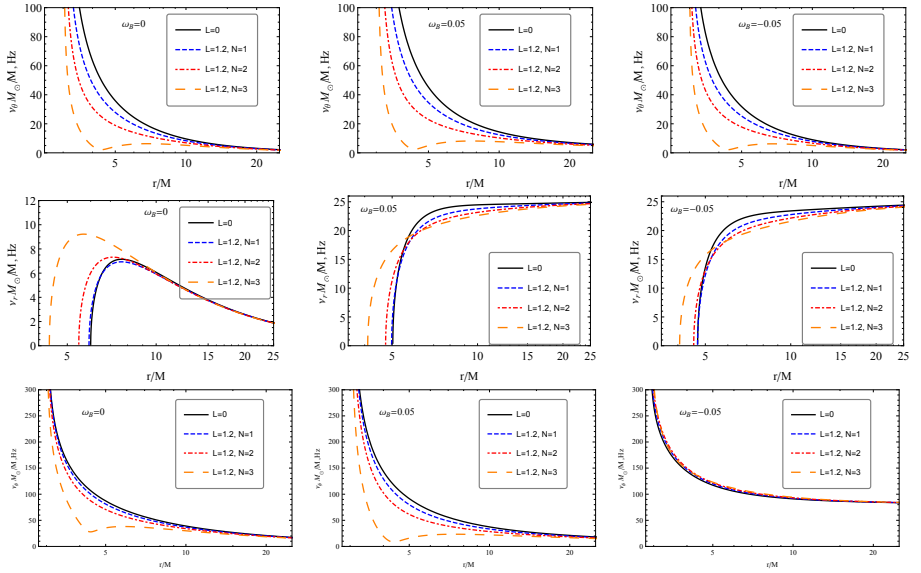 ω_B=0
L=0
L=1.2, N=1
L=1.2, N=2
L=1.2, N=3
ν_θ.M_⊙/M, Hz
100
80
60
40
20
0
5
10
20
r/M
ω_B=0.05
L=0
L=1.2, N=1
L=1.2, N=2
L=1.2, N=3
ν_θ.M_⊙/M, Hz
100
80
60
40
20
0
5
10
20
r/M
ω_B=-0.05
L=0
L=1.2, N=1
L=1.2, N=2
L=1.2, N=3
ν_θ.M_⊙/M, Hz
100
80
60
40
20
0
5
10
20
r/M
ω_B=0
L=0
L=1.2, N=1
L=1.2, N=2
L=1.2, N=3
ν_r.M_⊙/M, Hz
12
10
8
6
4
2
0
5
10
15
20
25
r/M
ω_B=0.05
L=0
L=1.2, N=1
L=1.2, N=2
L=1.2, N=3
ν_r.M_⊙/M, Hz
25
20
15
10
5
0
5
10
15
20
25
r/M
ω_B=-0.05
L=0
L=1.2, N=1
L=1.2, N=2
L=1.2, N=3
ν_r.M_⊙/M, Hz
25
20
15
10
5
0
5
10
15
20
25
r/M
ω_B=0
L=0
L=1.2, N=1
L=1.2, N=2
L=1.2, N=3
M_⊙/M, Hz
300
250
200
150
100
50
0
5
10
20
r/M
ω_B=0.05
L=0
L=1.2, N=1
L=1.2, N=2
L=1.2, N=3
M_⊙/M, Hz
300
250
200
150
100
50
0
5
10
20
r/M
ω_B=-0.05
L=0
L=1.2, N=1
L=1.2, N=2
L=1.2, N=3
M_⊙/M, Hz
300
250
200
150
100
50
0
5
10
20
r/M